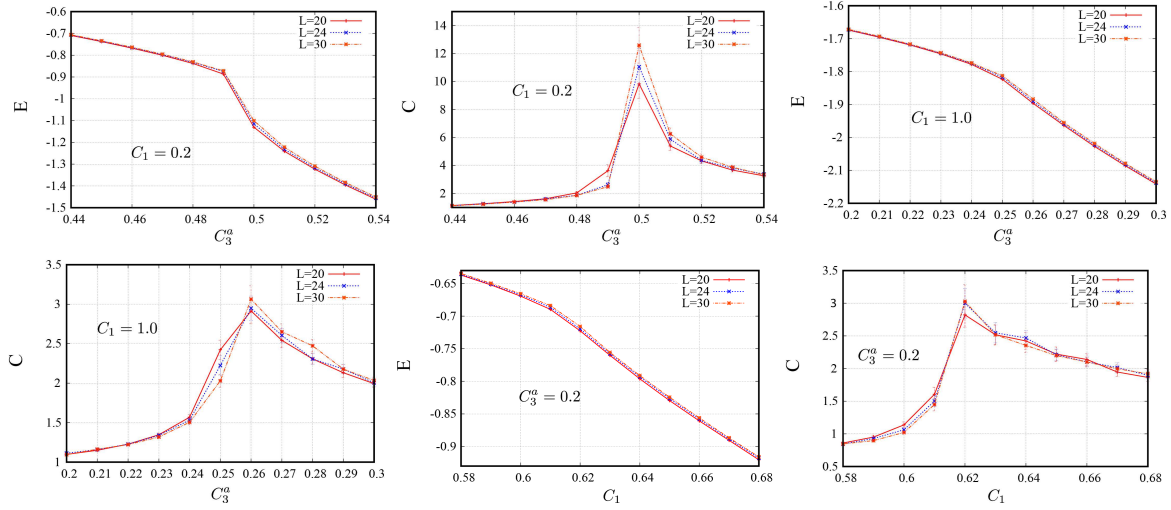 -0.6
-0.7
-0.8
-0.9
-1
-1.1
-1.2
-1.3
-1.4
-1.5
E
L=20
L=24
L=30
C_1 = 0.2
0.44 0.46 0.48 0.5 0.52 0.54
C_3^a
14
12
10
8
6
4
2
C
L=20
L=24
L=30
C_1 = 0.2
0.44 0.46 0.48 0.5 0.52 0.54
C_3^a
-1.6
-1.7
-1.8
-1.9
-2
-2.1
-2.2
E
L=20
L=24
L=30
C_1 = 1.0
0.2 0.21 0.22 0.23 0.24 0.25 0.26 0.27 0.28 0.29 0.3
C_3^a
3.5
3
2.5
2
1.5
1
C
L=20
L=24
L=30
C_1 = 1.0
0.2 0.21 0.22 0.23 0.24 0.25 0.26 0.27 0.28 0.29 0.3
C_3^a
-0.65
-0.7
-0.75
-0.8
-0.85
-0.9
E
L=20
L=24
L=30
C_3^a = 0.2
0.58 0.6 0.62 0.64 0.66 0.68
C_1
3.5
3
2.5
2
1.5
1
0.5
C
L=20
L=24
L=30
C_3^a = 0.2
0.58 0.6 0.62 0.64 0.66 0.68
C_1